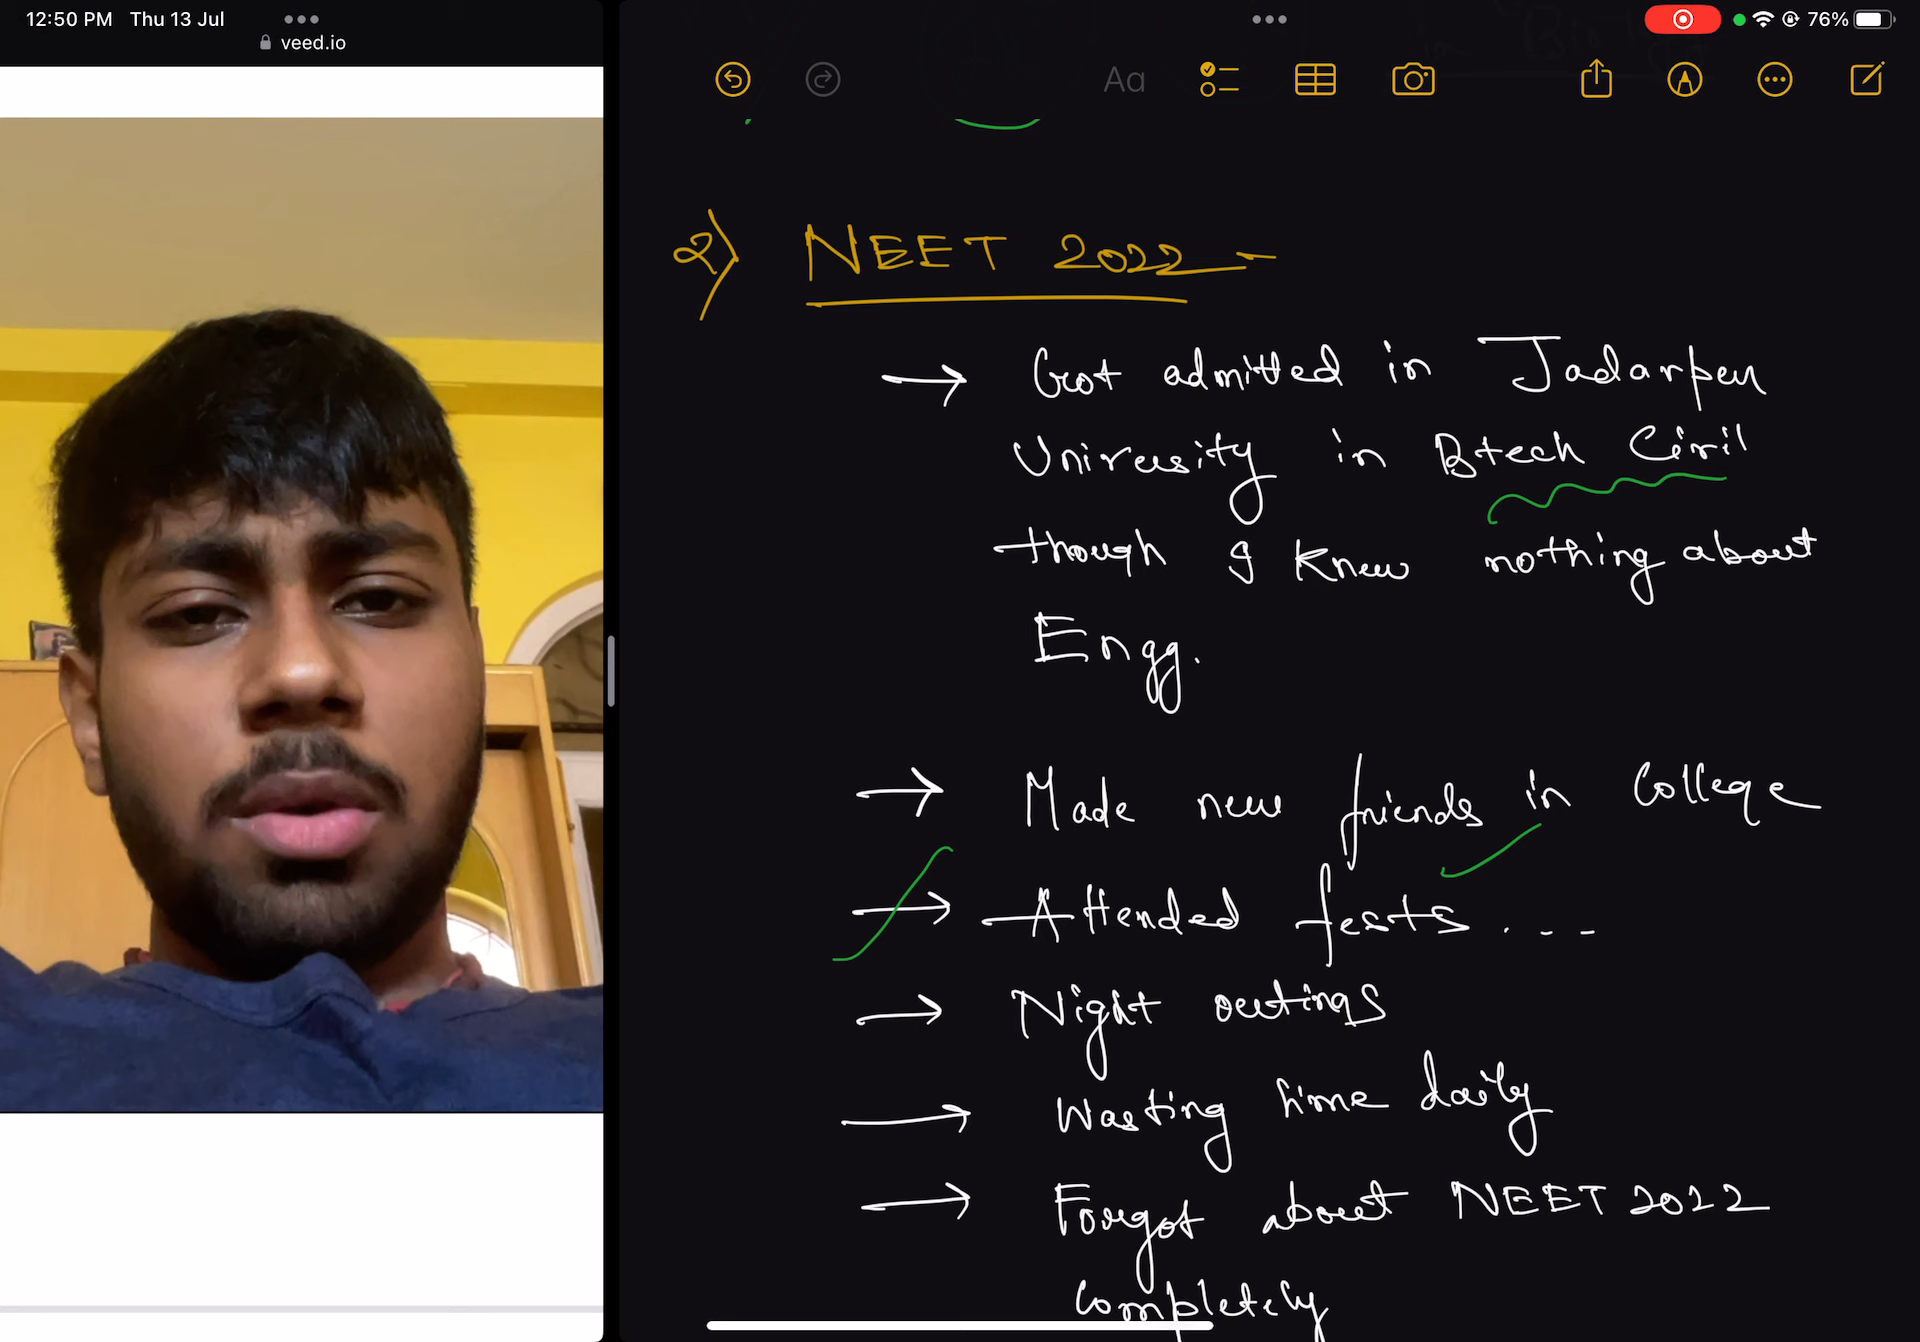 12:50 PM Thu 13 Jul
veed.io
76%
Aa
2) NEET 2022 -
→ Got admitted in Jadavpur
University in Btech Civil
though I knew nothing about
Engg.
→ Made new friends in College
→ Attended fests . . . .
→ Night outings
→ Wasting time daily
→ Forgot about NEET 2022
completely